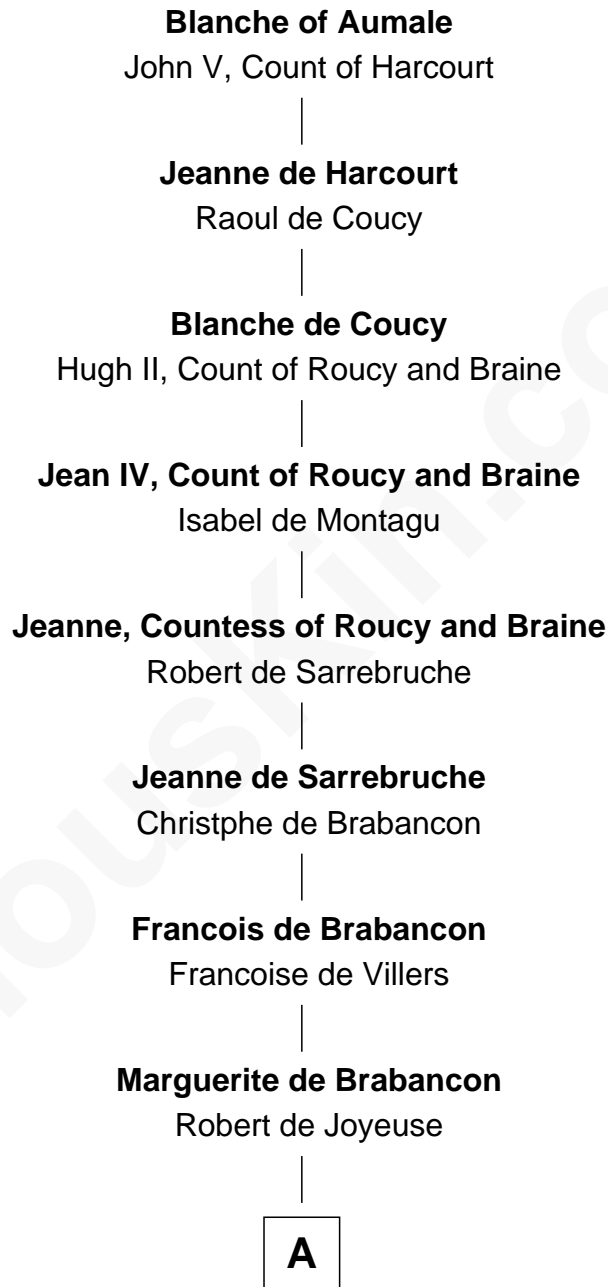 Blanche of Aumale
John V, Count of Harcourt
Jeanne de Harcourt
Raoul de Coucy
Blanche de Coucy
Hugh II, Count of Roucy and Braine
Jean IV, Count of Roucy and Braine
Isabel de Montagu
Jeanne, Countess of Roucy and Braine
Robert de Sarrebruche
Jeanne de Sarrebruche
Christphe de Brabancon
Francois de Brabancon
Francoise de Villers
Marguerite de Brabancon
Robert de Joyeuse
A